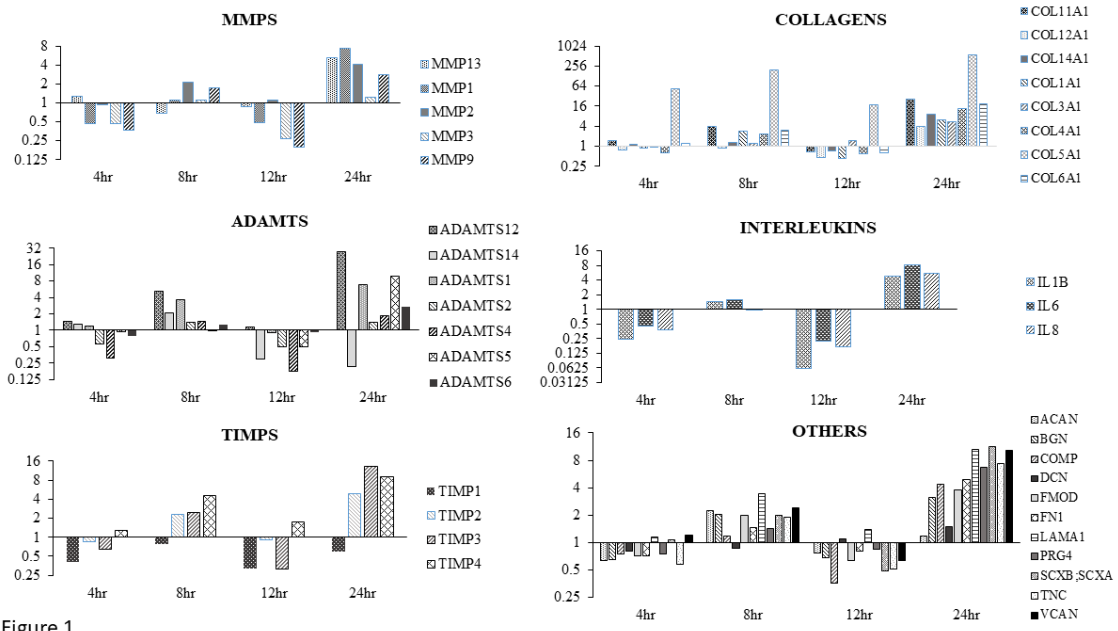 MMPS
8
4
2
1
0.5
0.25
0.125
4hr 8hr 12hr 24hr
MMP13
MMP1
MMP2
MMP3
MMP9
COLLAGENS
1024
256
64
16
4
1
0.25
4hr 8hr 12hr 24hr
COL11A1
COL12A1
COL14A1
COL1A1
COL3A1
COL4A1
COL5A1
COL6A1
ADAMTS
32
16
8
4
2
1
0.5
0.25
0.125
4hr 8hr 12hr 24hr
ADAMTS12
ADAMTS14
ADAMTS1
ADAMTS2
ADAMTS4
ADAMTS5
ADAMTS6
INTERLEUKINS
16
8
4
2
1
0.5
0.25
0.125
0.0625
0.03125
4hr 8hr 12hr 24hr
IL1B
IL6
IL8
TIMPS
16
8
4
2
1
0.5
0.25
4hr 8hr 12hr 24hr
TIMP1
TIMP2
TIMP3
TIMP4
OTHERS
16
8
4
2
1
0.5
0.25
4hr 8hr 12hr 24hr
ACAN
BGN
COMP
DCN
FMOD
FN1
LAMA1
PRG4
SCXB;SCXA
TNC
VCAN
Figure 1